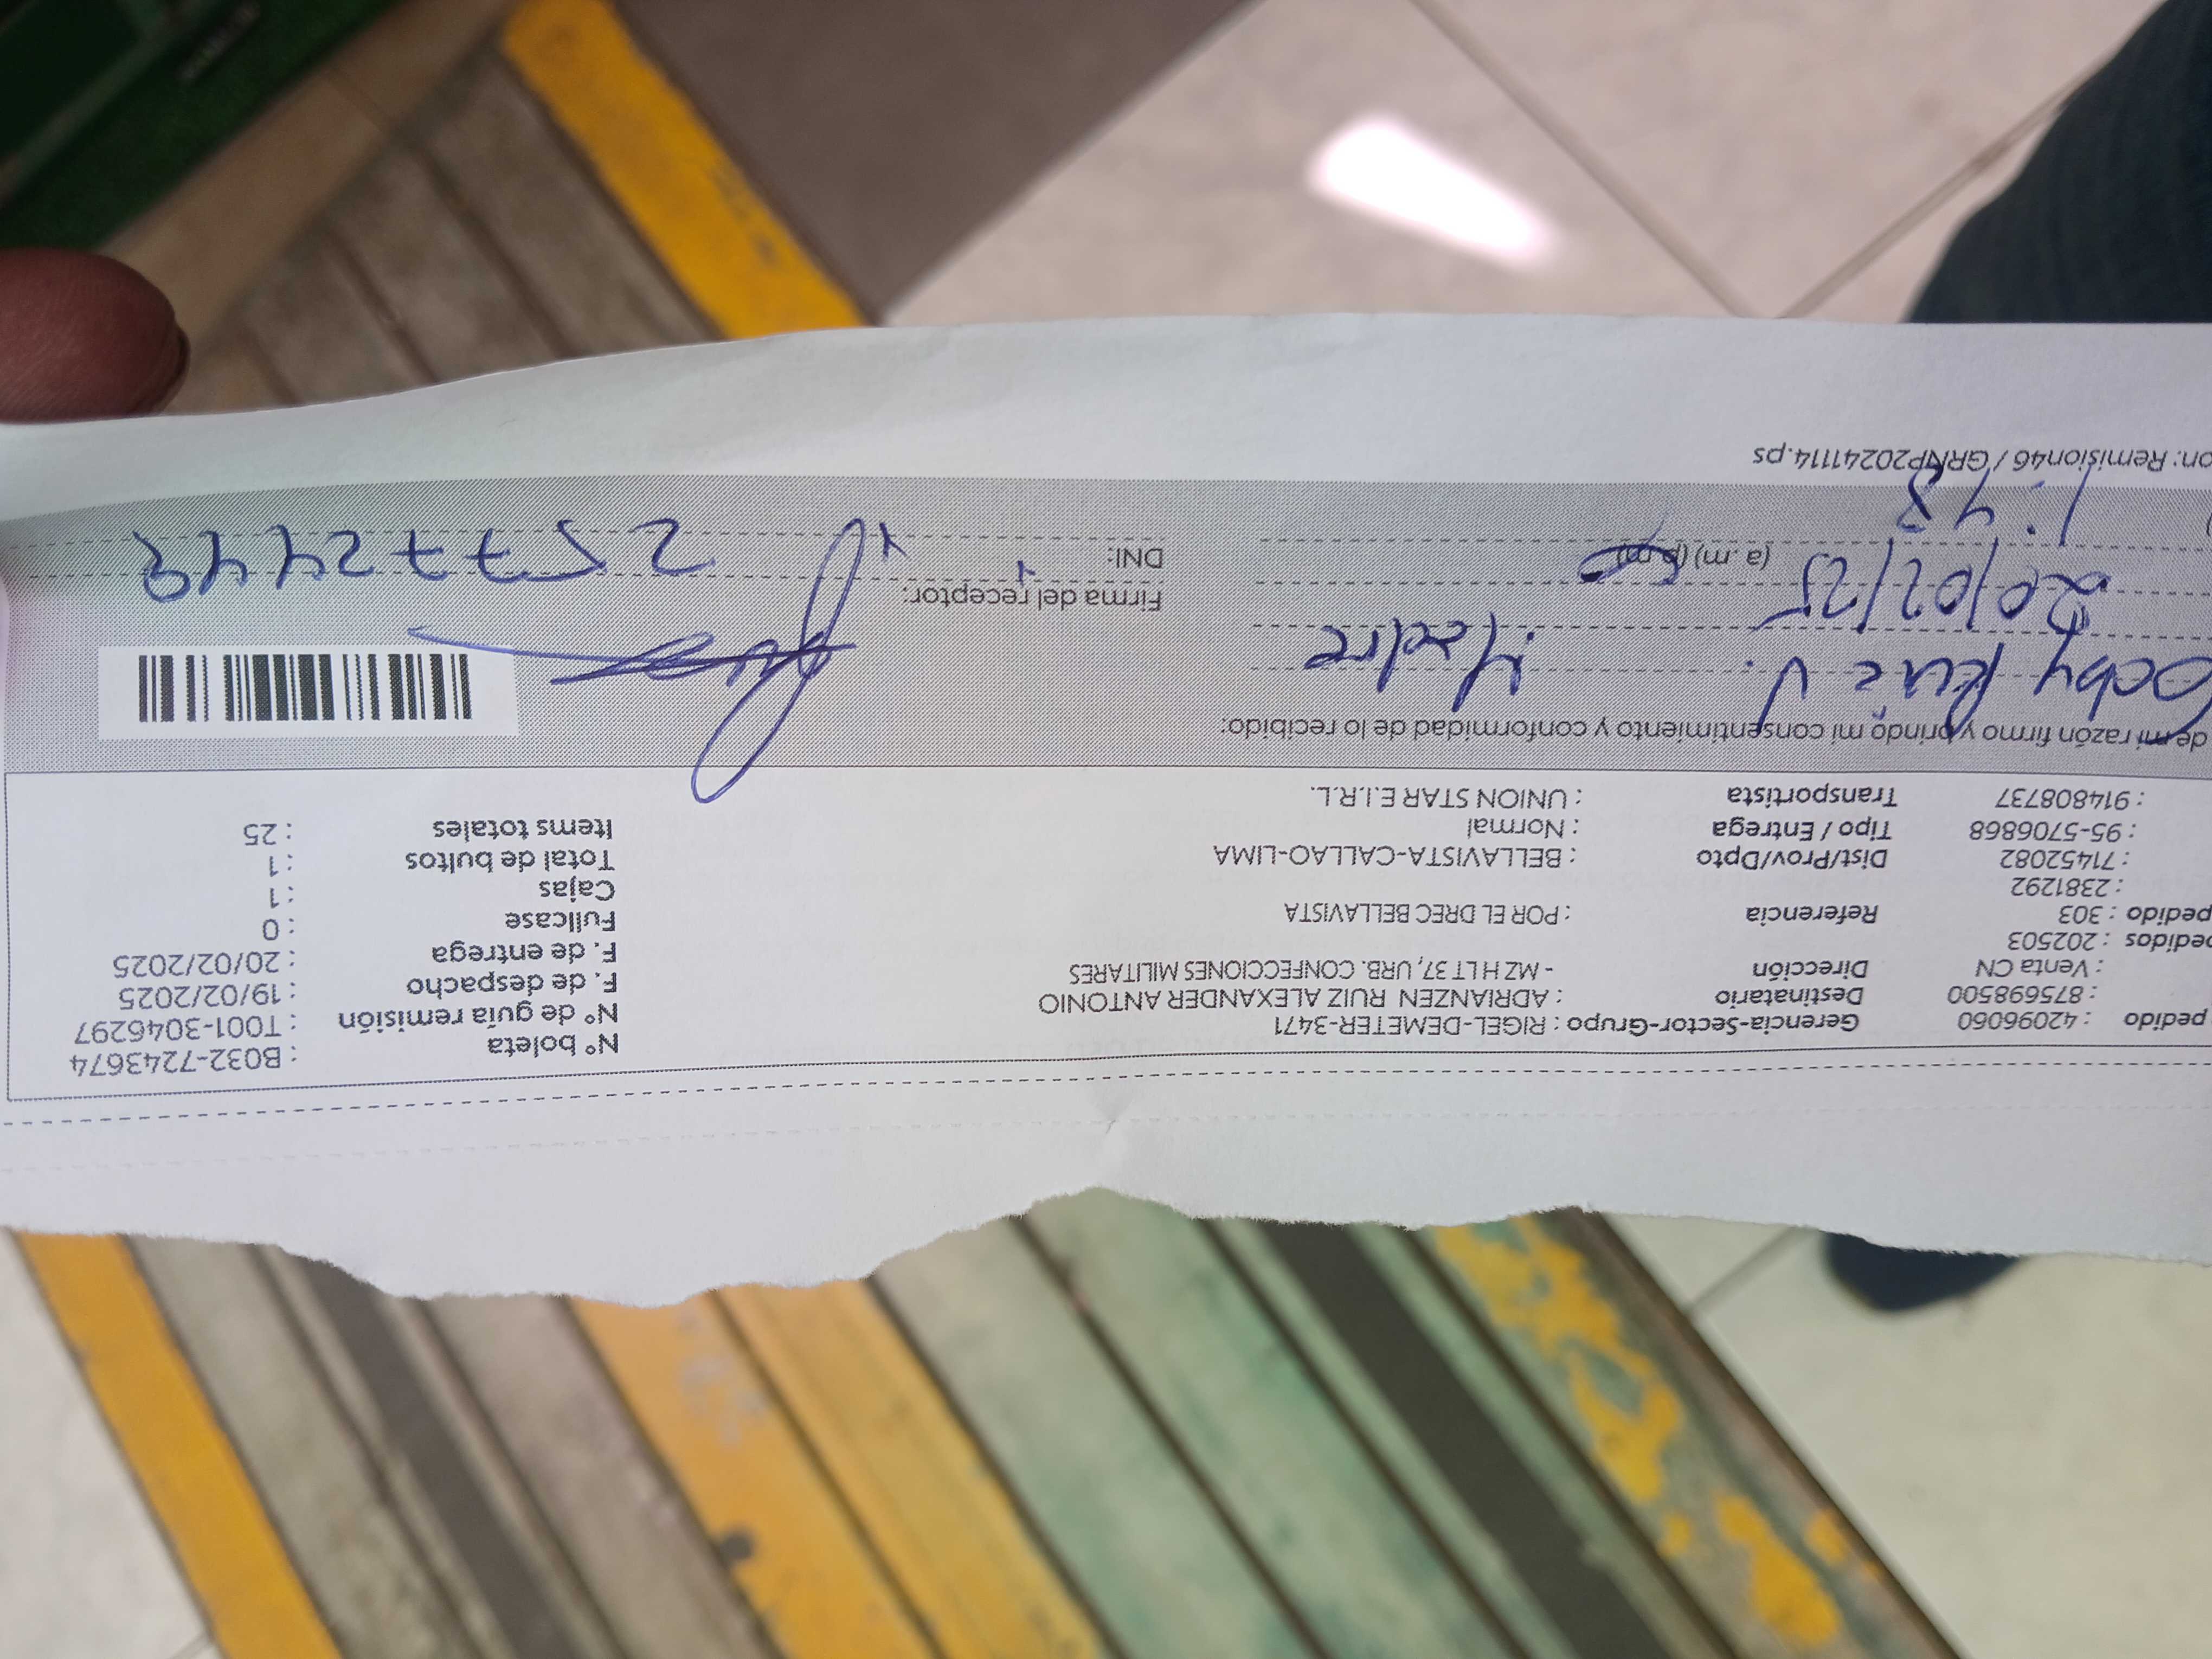 pedido : 42096060 Gerencia-Sector-Grupo : RIGEL-DEMETER-3471 N° boleta : B032-7243674
: 875698500 Destinatario : ADRIANZEN RUIZ ALEXANDER ANTONIO N° de guía remisión : T001-3046297
: Venta CN Dirección - MZ H LT 37, URB. CONFECCIONES MILITARES F. de despacho : 19/02/2025
pedidos : 202503 F. de entrega : 20/02/2025
pedido : 303 Referencia : POR EL DREC BELLAVISTA Fullcase : 0
: 2381292 Cajas : 1
: 71452082 Dist/Prov/Dpto : BELLAVISTA-CALLAO-LIMA Total de bultos : 1
: 95-5706868 Tipo / Entrega : Normal Items totales : 25
: 914808737 Transportista : UNION STAR E.I.R.L.
de mi razón firmo y brindo mi consentimiento y conformidad de lo recibido:
Ruiz V. Madre
20/02/25 Firma del receptor:
1:48 (a.m) (p.m) DNI: 25772448
on: Remision46 / GRNP20241114.ps